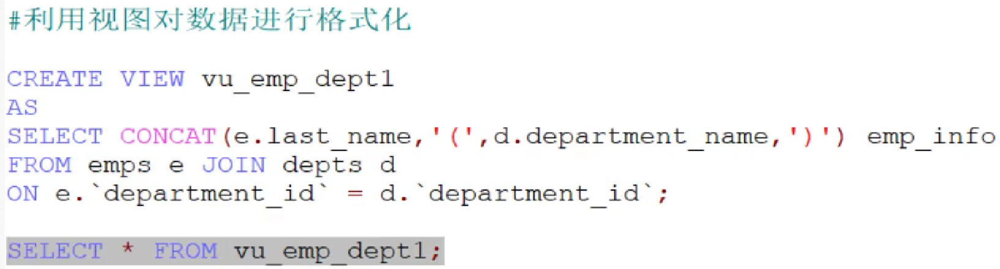 #利用视图对数据进行格式化
CREATE VIEW vu_emp_dept1
AS
SELECT CONCAT(e.last_name,'(',d.department_name,')') emp_info
FROM emps e JOIN depts d
ON e.`department_id` = d.`department_id`;
SELECT * FROM vu_emp_dept1;